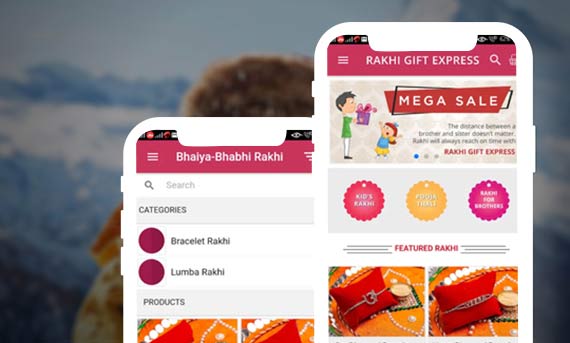 Bhaiya-Bhabhi Rakhi
Search
CATEGORIES
Bracelet Rakhi
Lumba Rakhi
PRODUCTS
RAKHI GIFT EXPRESS
MEGA SALE
The distance between a
brother and sister doesn't matter.
Rakhi will always reach on time with
RAKHI GIFT EXPRESS
KID'S
RAKHI
POOJA
THALI
RAKHI
FOR
BROTHERS
FEATURED RAKHI